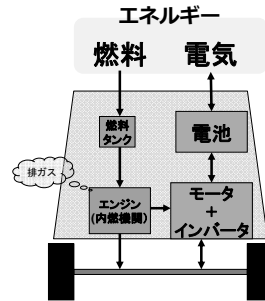 エネルギー
燃料 電気
燃料
タンク
電池
排ガス
エンジン
(内燃機関)
モータ
+
インバータ